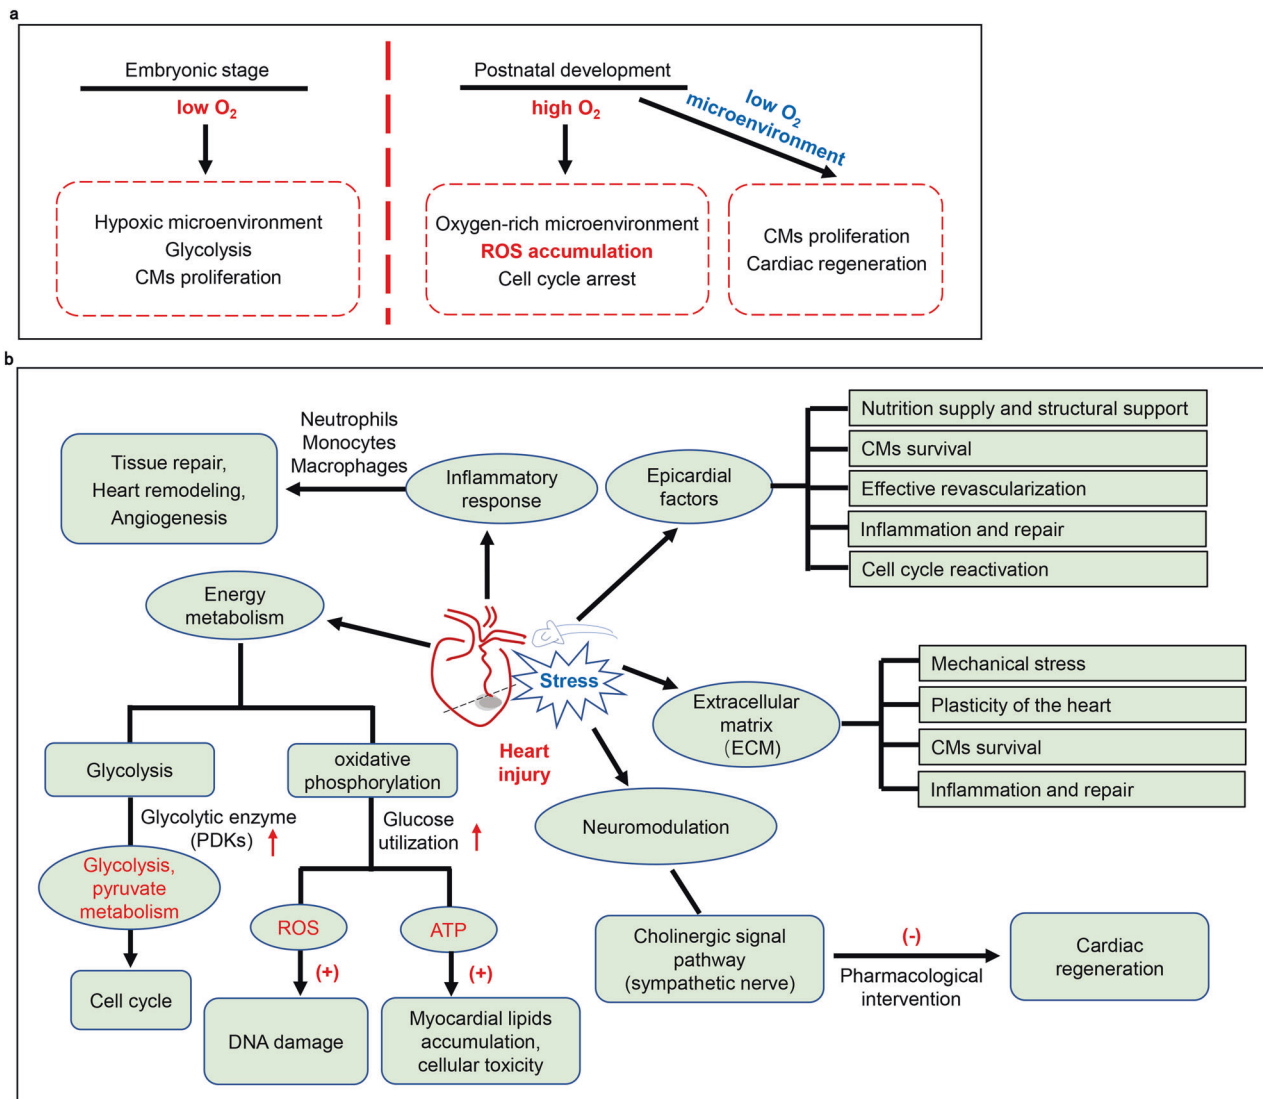 a
Embryonic stage
low O₂
Hypoxic microenvironment
Glycolysis
CMs proliferation
Postnatal development
high O₂
low O₂
microenvironment
Oxygen-rich microenvironment
ROS accumulation
Cell cycle arrest
CMs proliferation
Cardiac regeneration
b
Neutrophils
Monocytes
Macrophages
Tissue repair,
Heart remodeling,
Angiogenesis
Inflammatory
response
Epicardial
factors
Nutrition supply and structural support
CMs survival
Effective revascularization
Inflammation and repair
Cell cycle reactivation
Energy
metabolism
Stress
Heart
injury
Extracellular
matrix
(ECM)
Mechanical stress
Plasticity of the heart
CMs survival
Inflammation and repair
Glycolysis
oxidative
phosphorylation
Glycolytic enzyme
(PDKs)
Glucose
utilization
Glycolysis,
pyruvate
metabolism
ROS
ATP
(+)
(+)
Cell cycle
DNA damage
Myocardial lipids
accumulation,
cellular toxicity
Neuromodulation
Cholinergic signal
pathway
(sympathetic nerve)
(-)
Pharmacological
intervention
Cardiac
regeneration